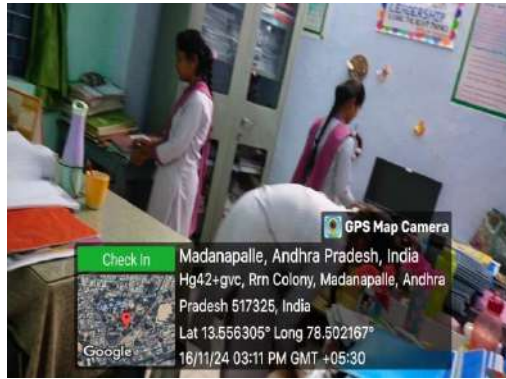 LEADERSHIP
GPS Map Camera
Check In
Madanapalle, Andhra Pradesh, India
Hg42+gvc, Rrn Colony, Madanapalle, Andhra
Pradesh 517325, India
Lat 13.556305° Long 78.502167°
16/11/24 03:11 PM GMT +05:30
Google